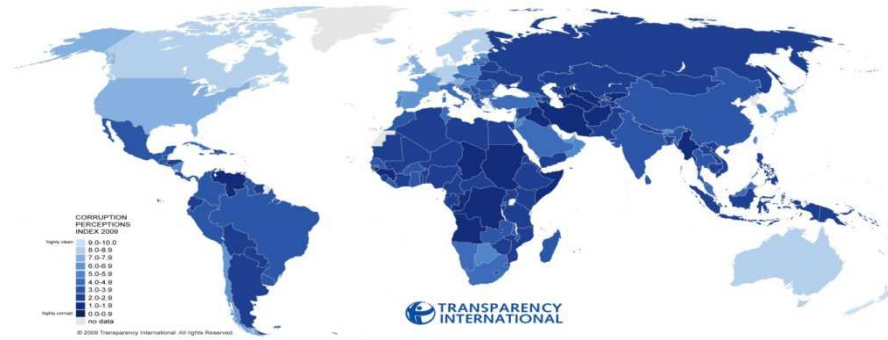 CORRUPTION
PERCEPTIONS
INDEX 2009
highly clean
9.0-10.0
8.0-8.9
7.0-7.9
6.0-6.9
5.0-5.9
4.0-4.9
3.0-3.9
2.0-2.9
1.0-1.9
highly corrupt
0.0-0.9
no data
© 2009 Transparency International. All rights Reserved.
TRANSPARENCY
INTERNATIONAL